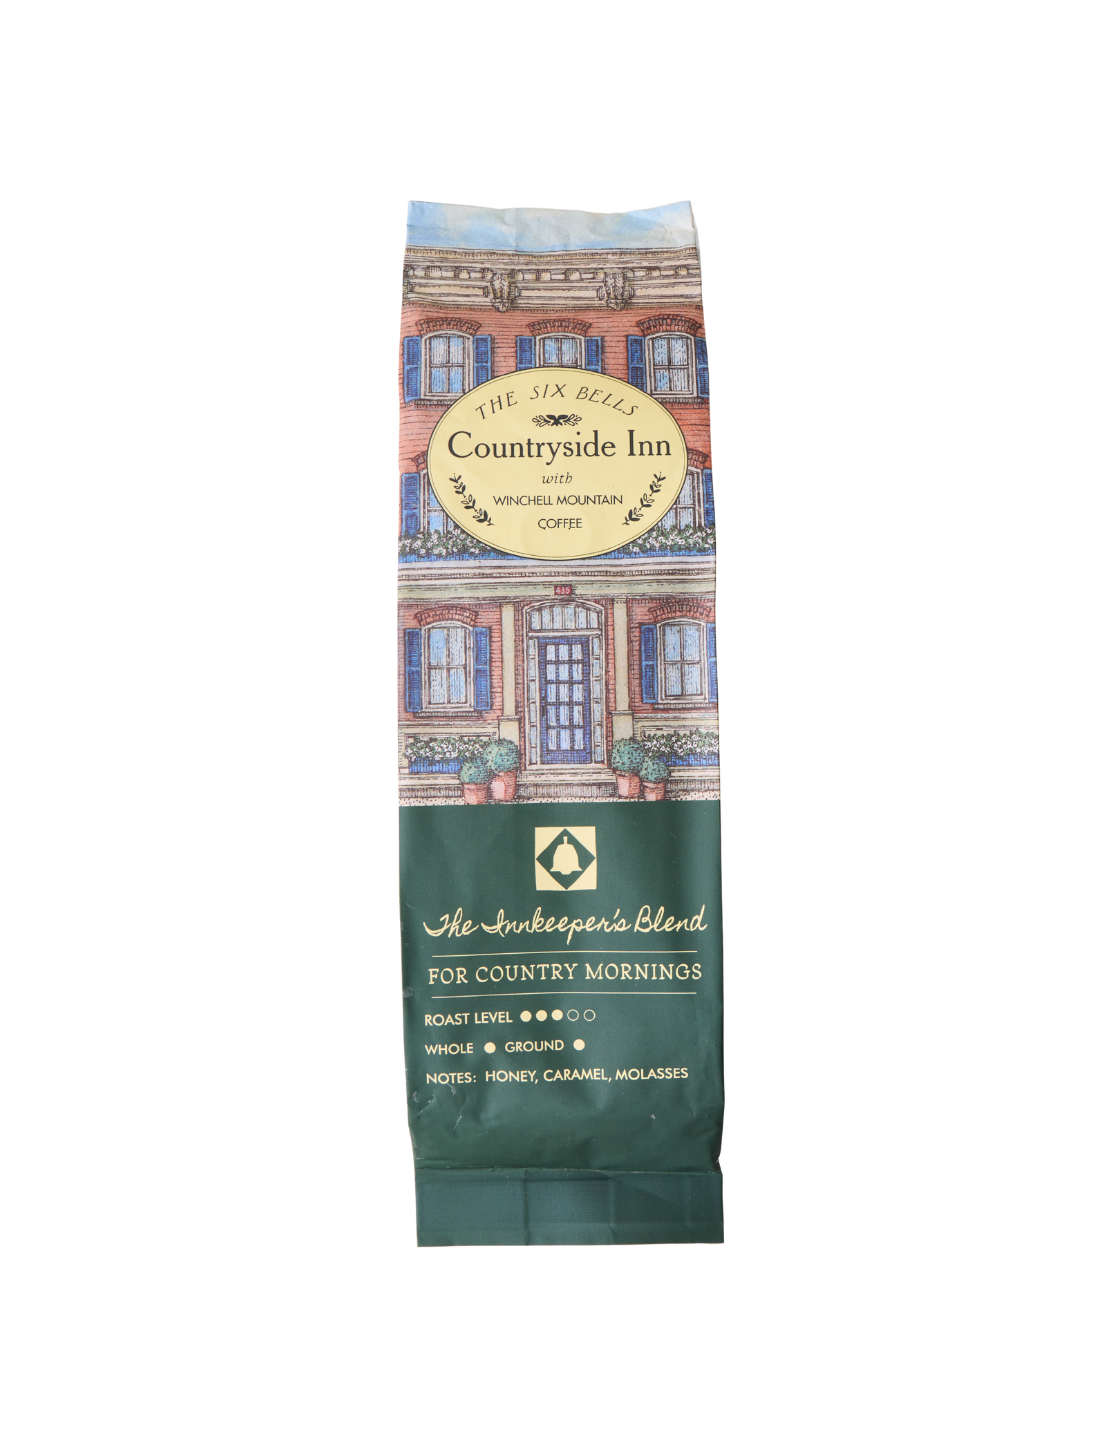 THE SIX BELLS
Countryside Inn
with
WINCHELL MOUNTAIN
COFFEE
435
The Innkeeper's Blend
FOR COUNTRY MORNINGS
ROAST LEVEL
WHOLE GROUND
NOTES: HONEY, CARAMEL, MOLASSES